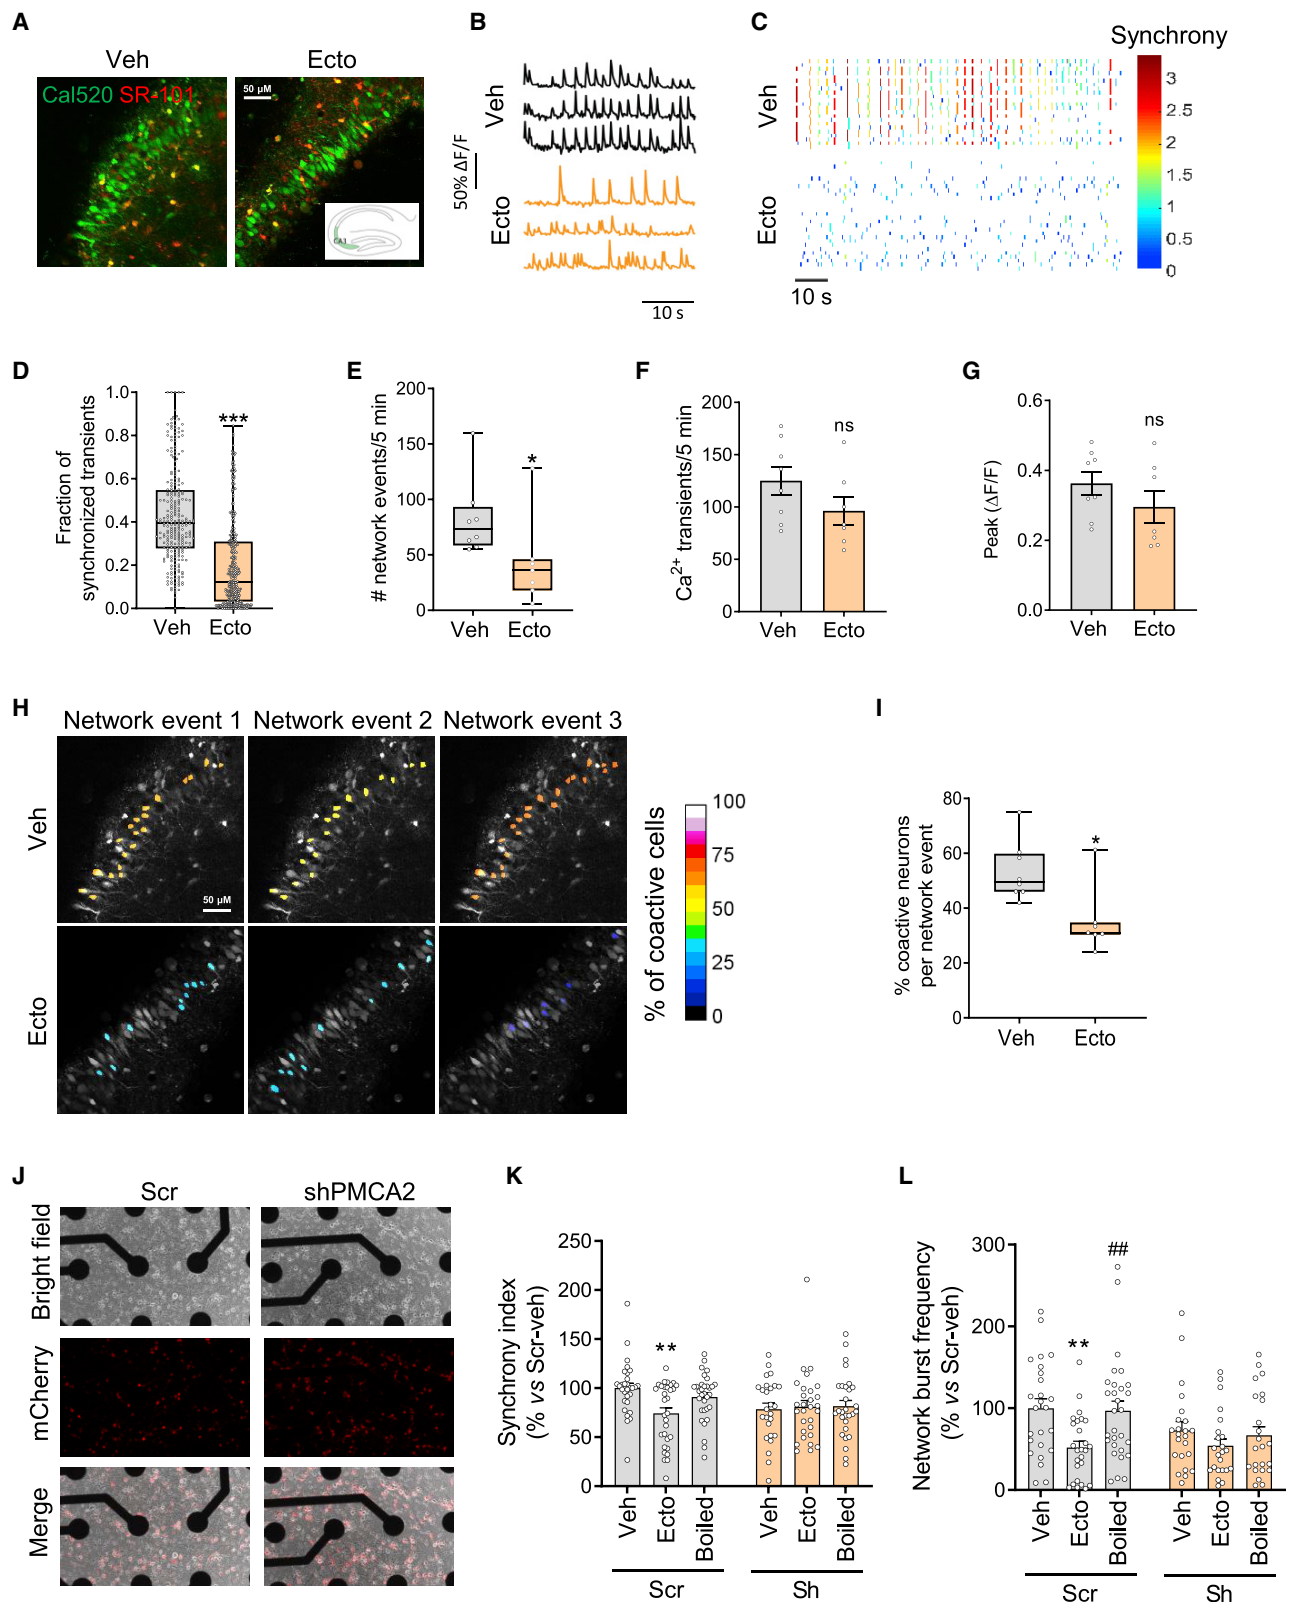 A
Veh
Ecto
Cal520 SR-101
50 µM
CA1
B
Veh
Ecto
50% ΔF/F
10 s
C
Synchrony
Veh
Ecto
3
2
1.5
1
0.5
0
10 s
D
Fraction of
synchronized transients
1.0
0.8
0.6
0.4
0.2
0.0
***
Veh
Ecto
E
# network events/5 min
200
150
100
50
0
*
Veh
Ecto
F
Ca2+ transients/5 min
200
150
100
50
0
ns
Veh
Ecto
G
Peak (ΔF/F)
0.6
0.4
0.2
0.0
ns
Veh
Ecto
H
Network event 1
Network event 2
Network event 3
Veh
50 µM
Ecto
% of coactive cells
100
75
50
25
0
I
% coactive neurons
per network event
80
60
40
20
0
*
Veh
Ecto
J
Scr
shPMCA2
Bright field
mCherry
Merge
K
Synchrony index
(% vs Scr-veh)
250
200
150
100
50
0
**
Veh
Ecto
Boiled
Veh
Ecto
Boiled
Scr
Sh
L
Network burst frequency
(% vs Scr-veh)
300
200
100
0
**
##
Veh
Ecto
Boiled
Veh
Ecto
Boiled
Scr
Sh